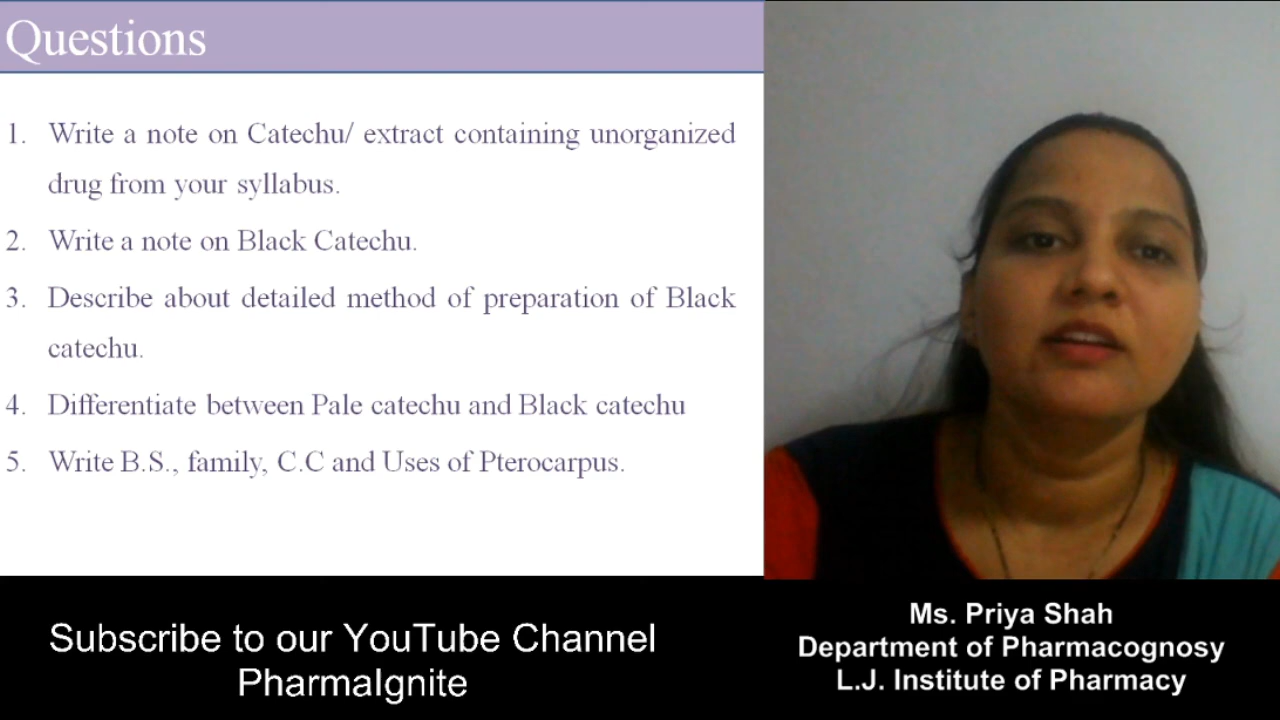 Questions
1. Write a note on Catechu/ extract containing unorganized
drug from your syllabus.
2. Write a note on Black Catechu.
3. Describe about detailed method of preparation of Black
catechu.
4. Differentiate between Pale catechu and Black catechu
5. Write B.S., family, C.C and Uses of Pterocarpus.
Subscribe to our YouTube Channel
PharmaIgnite
Ms. Priya Shah
Department of Pharmacognosy
L.J. Institute of Pharmacy